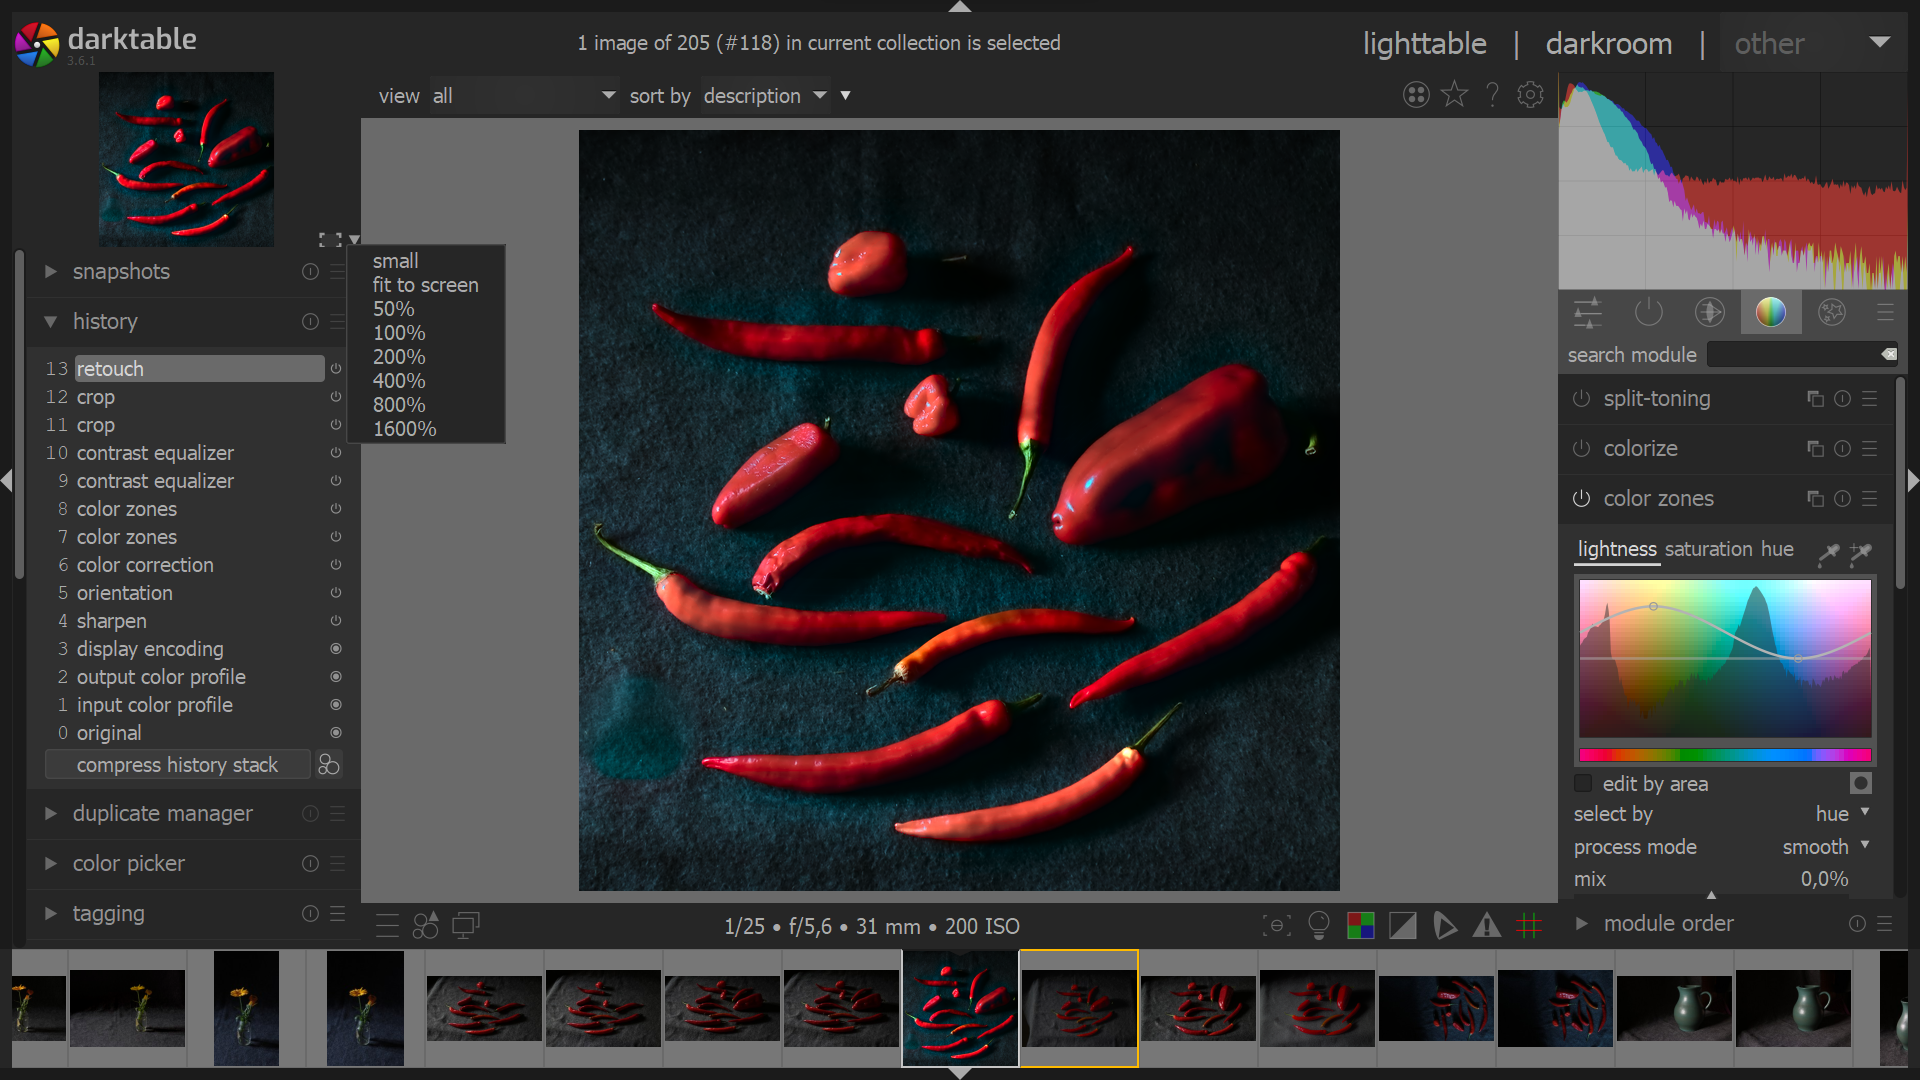 darktable
3.6.1
1 image of 205 (#118) in current collection is selected
lighttable | darkroom | other
view all sort by description
small
fit to screen
50%
100%
200%
400%
800%
1600%
snapshots
history
13 retouch
12 crop
11 crop
10 contrast equalizer
9 contrast equalizer
8 color zones
7 color zones
6 color correction
5 orientation
4 sharpen
3 display encoding
2 output color profile
1 input color profile
0 original
compress history stack
duplicate manager
color picker
tagging
1/25 • f/5,6 • 31 mm • 200 ISO
search module
split-toning
colorize
color zones
lightness saturation hue
edit by area
select by hue
process mode smooth
mix 0,0%
module order